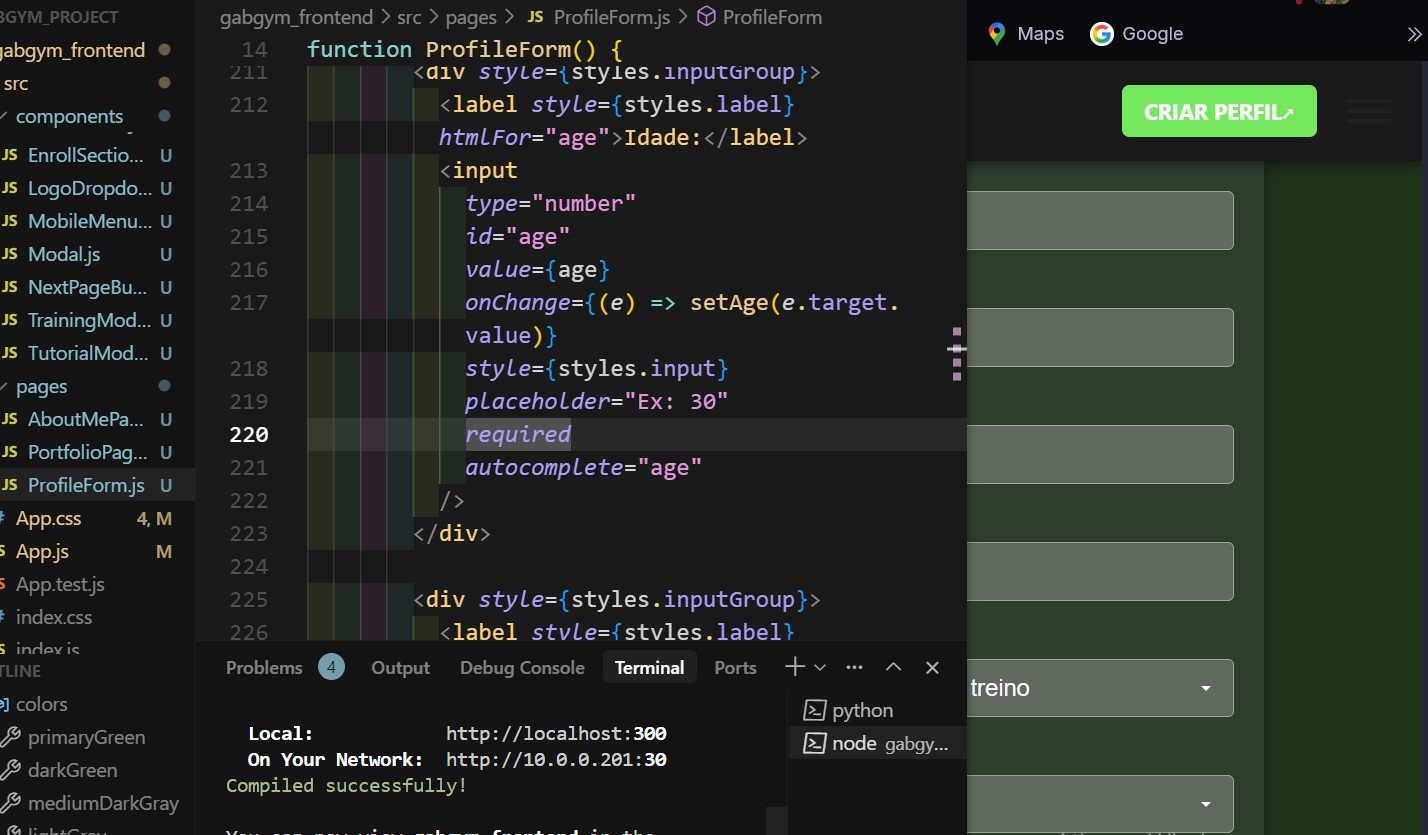 BGYM_PROJECT
gabgym_frontend
src
components
JS EnrollSectio... U
JS LogoDropdo... U
JS MobileMenu... U
JS Modal.js U
JS NextPageBu... U
JS TrainingMod... U
JS TutorialMod... U
pages
JS AboutMePa... U
JS PortfolioPag... U
JS ProfileForm.js U
# App.css 4, M
S App.js M
S App.test.js
# index.css
S index.js
TLINE
colors
primaryGreen
darkGreen
mediumDarkGray
lightGray
gabgym_frontend > src > pages > JS ProfileForm.js > ProfileForm
14 function ProfileForm() {
211 <div style={styles.inputGroup}>
212 <label style={styles.label}
htmlFor="age">Idade:</label>
213 <input
214 type="number"
215 id="age"
216 value={age}
217 onChange={(e) => setAge(e.target.
value)}
218 style={styles.input}
219 placeholder="Ex: 30"
220 required
221 autocomplete="age"
222 />
223 </div>
224
225 <div style={styles.inputGroup}>
226 <label style={styles.label}
Problems 4 Output Debug Console Terminal Ports
Local: http://localhost:300
On Your Network: http://10.0.0.201:30
Compiled successfully!
You can now view gabgym_frontend in the
python
node gabgy...
Maps Google »
CRIAR PERFIL↗
treino